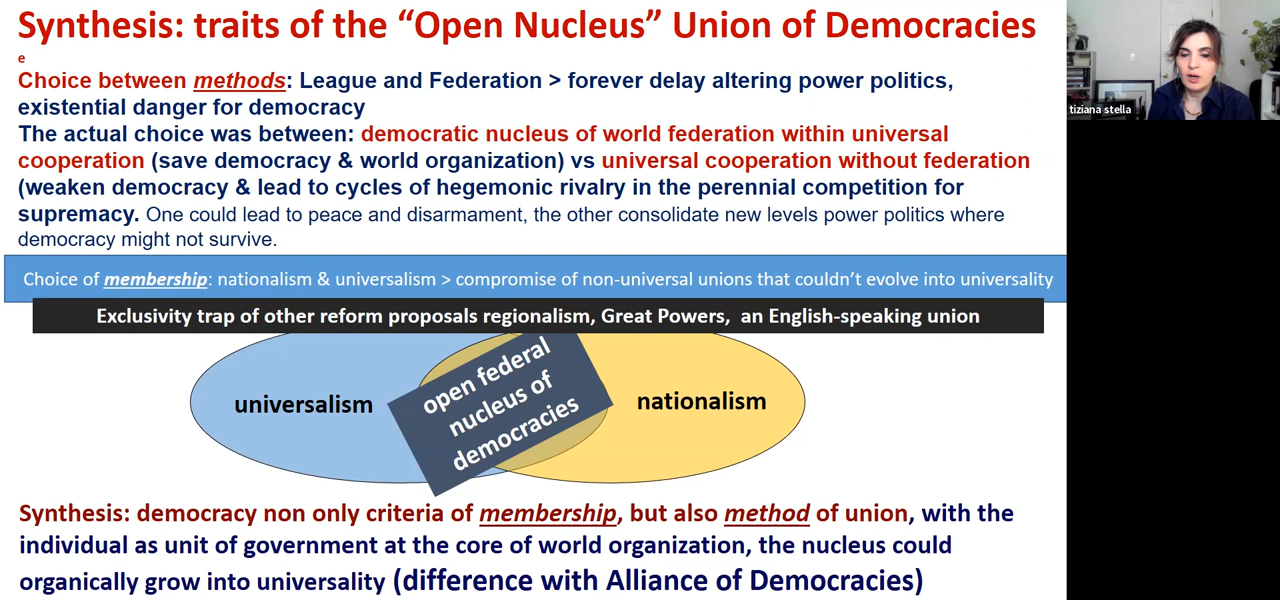 Synthesis: traits of the “Open Nucleus” Union of Democracies
e
Choice between methods: League and Federation > forever delay altering power politics,
existential danger for democracy
The actual choice was between: democratic nucleus of world federation within universal
cooperation (save democracy & world organization) vs universal cooperation without federation
(weaken democracy & lead to cycles of hegemonic rivalry in the perennial competition for
supremacy. One could lead to peace and disarmament, the other consolidate new levels power politics where
democracy might not survive.
Choice of membership: nationalism & universalism > compromise of non-universal unions that couldn’t evolve into universality
Exclusivity trap of other reform proposals regionalism, Great Powers, an English-speaking union
universalism
open federal
nucleus of
democracies
nationalism
Synthesis: democracy non only criteria of membership, but also method of union, with the
individual as unit of government at the core of world organization, the nucleus could
organically grow into universality (difference with Alliance of Democracies)
tiziana stella